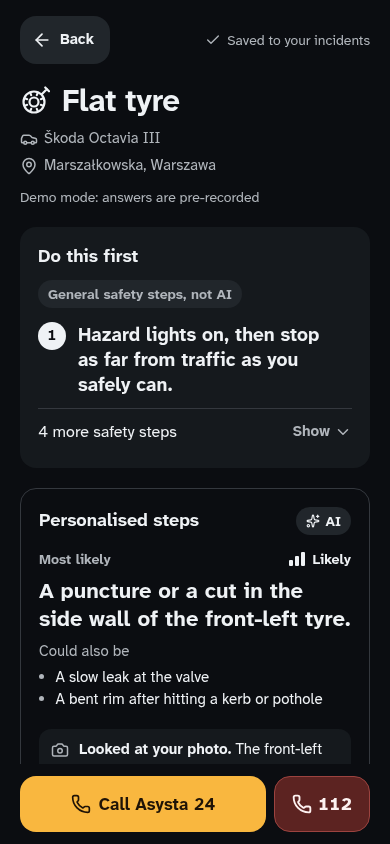 Back
Saved to your incidents
Flat tyre
Škoda Octavia III
Marszałkowska, Warszawa
Demo mode: answers are pre-recorded
Do this first
General safety steps, not AI
1
Hazard lights on, then stop
as far from traffic as you
safely can.
4 more safety steps
Show
Personalised steps
AI
Most likely
Likely
A puncture or a cut in the
side wall of the front-left tyre.
Could also be
• A slow leak at the valve
• A bent rim after hitting a kerb or pothole
Looked at your photo. The front-left
Call Asysta 24
112